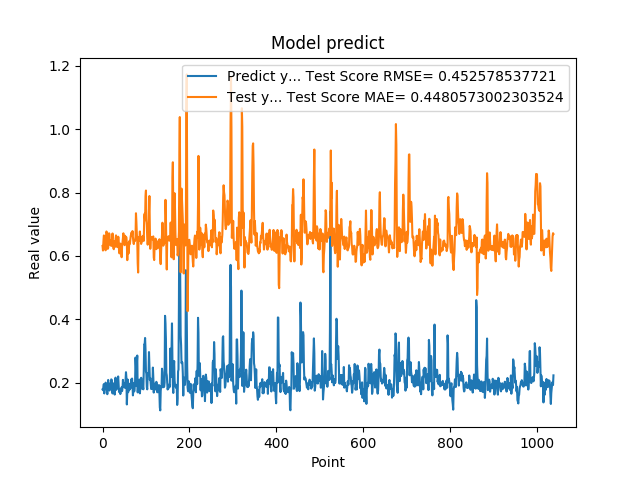 Model predict
Predict y... Test Score RMSE= 0.452578537721
Test y... Test Score MAE= 0.4480573002303524
1.2
1.0
0.8
0.6
0.4
0.2
Real value
0 200 400 600 800 1000
Point